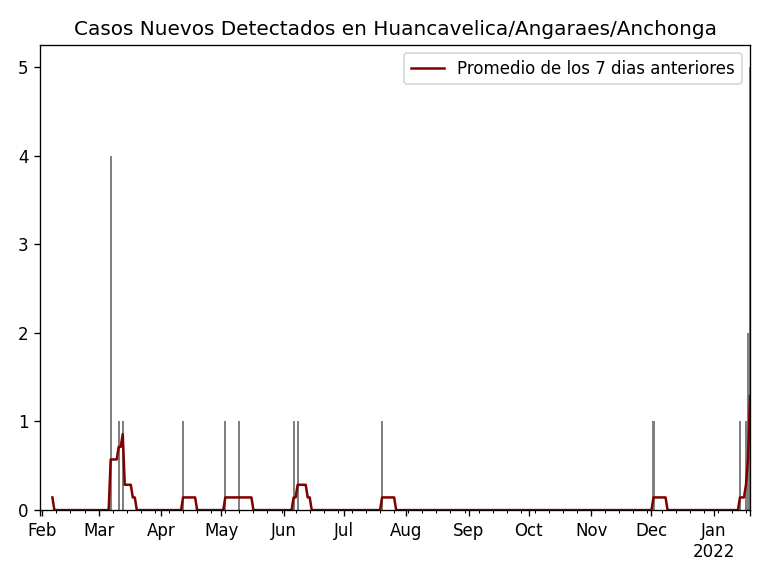 Casos Nuevos Detectados en Huancavelica/Angaraes/Anchonga
Promedio de los 7 dias anteriores
5
4
3
2
1
0
Feb Mar Apr May Jun Jul Aug Sep Oct Nov Dec Jan
2022